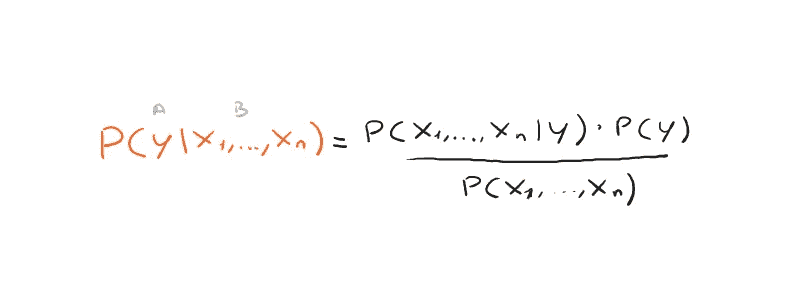 A B
P(y|x₁,...,xₙ) = P(x₁,...,xₙ|y) · P(y)
P(x₁,...,xₙ)